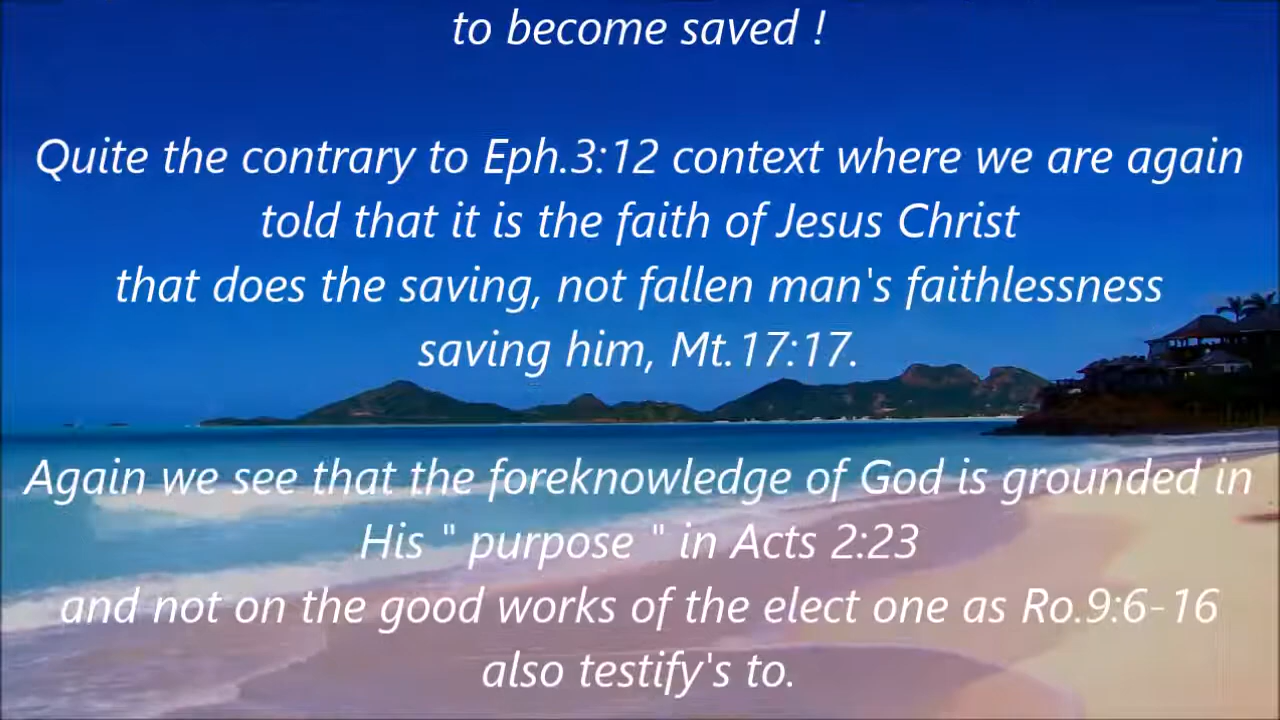 to become saved !
Quite the contrary to Eph.3:12 context where we are again
told that it is the faith of Jesus Christ
that does the saving, not fallen man's faithlessness
saving him, Mt.17:17.
Again we see that the foreknowledge of God is grounded in
His " purpose " in Acts 2:23
and not on the good works of the elect one as Ro.9:6-16
also testify's to.